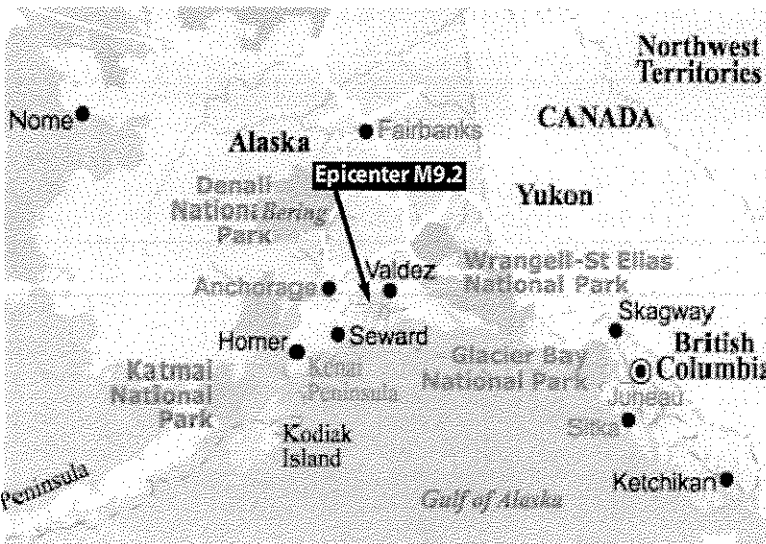 Northwest
Territories
Nome
Alaska
Fairbanks
CANADA
Epicenter M9.2
Denali
National
Bering
Park
Yukon
Wrangell-St Elias
National Park
Anchorage
Valdez
Skagway
Homer
Seward
British
Columbia
Glacier Bay
National Park
Juneau
Katmai
National
Park
Kenai
Peninsula
Sitka
Kodiak
Island
Peninsula
Gulf of Alaska
Ketchikan